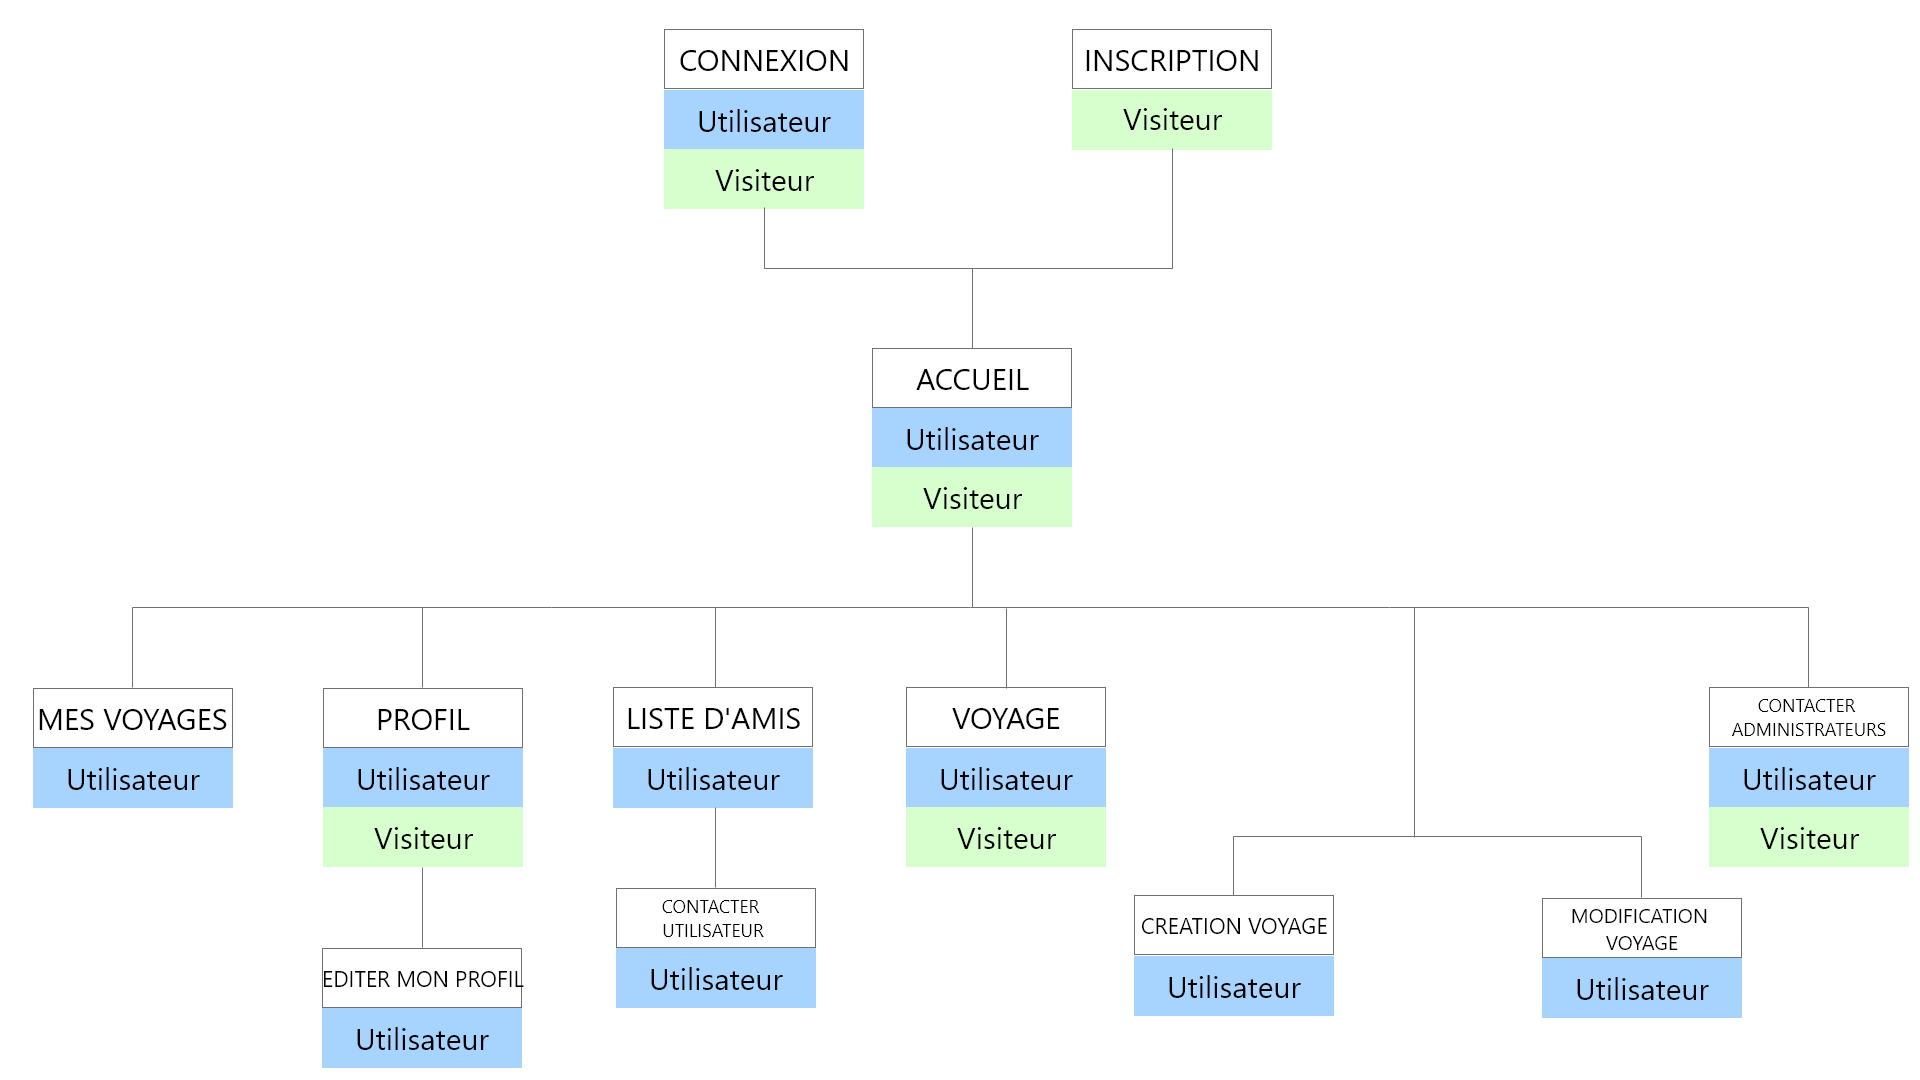 CONNEXION
Utilisateur
Visiteur
INSCRIPTION
Visiteur
ACCUEIL
Utilisateur
Visiteur
MES VOYAGES
Utilisateur
PROFIL
Utilisateur
Visiteur
EDITER MON PROFIL
Utilisateur
LISTE D'AMIS
Utilisateur
CONTACTER
UTILISATEUR
Utilisateur
VOYAGE
Utilisateur
Visiteur
CREATION VOYAGE
Utilisateur
MODIFICATION
VOYAGE
Utilisateur
CONTACTER
ADMINISTRATEURS
Utilisateur
Visiteur